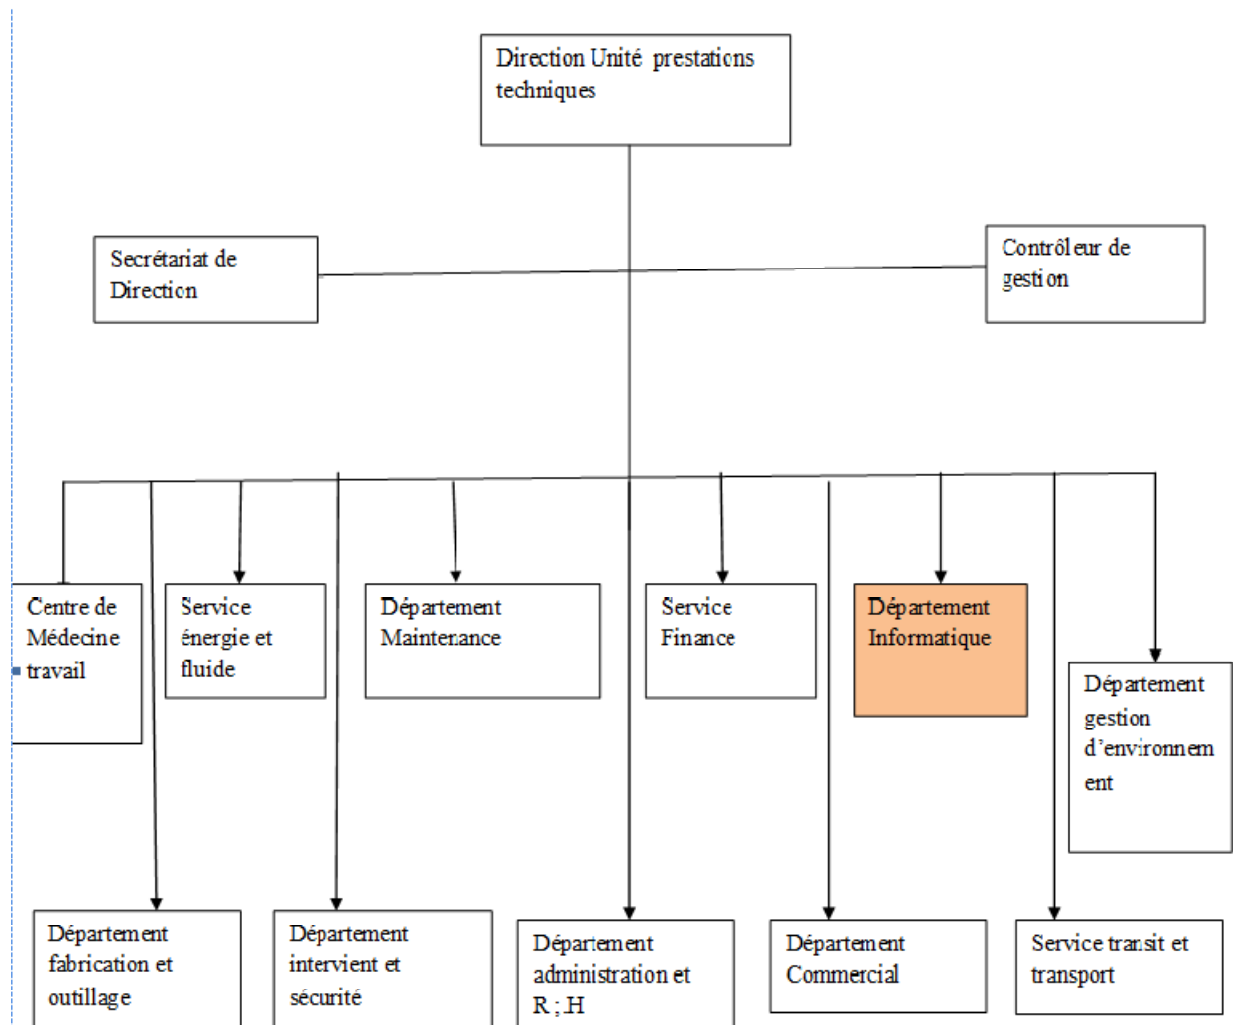 Direction Unité prestations
techniques
Secrétariat de
Direction
Contrôleur de
gestion
Centre de
Médecine
travail
Service
énergie et
fluide
Département
Maintenance
Service
Finance
Département
Informatique
Département
gestion
d’environnem
ent
Département
fabrication et
outillage
Département
intervient et
sécurité
Département
administration et
R ; .H
Département
Commercial
Service transit et
transport